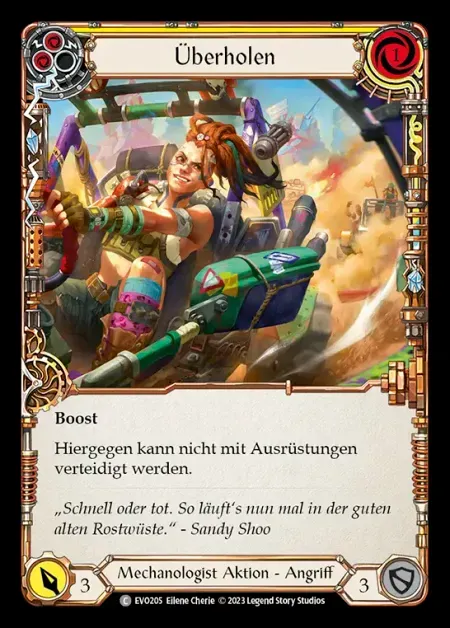 Überholen
1
Boost
Hiergegen kann nicht mit Ausrüstungen
verteidigt werden.
„Schnell oder tot. So läuft‘s nun mal in der guten
alten Rostwüste.“ - Sandy Shoo
3
Mechanologist Aktion - Angriff
3
C EVO205 Eilene Cherie © 2023 Legend Story Studios